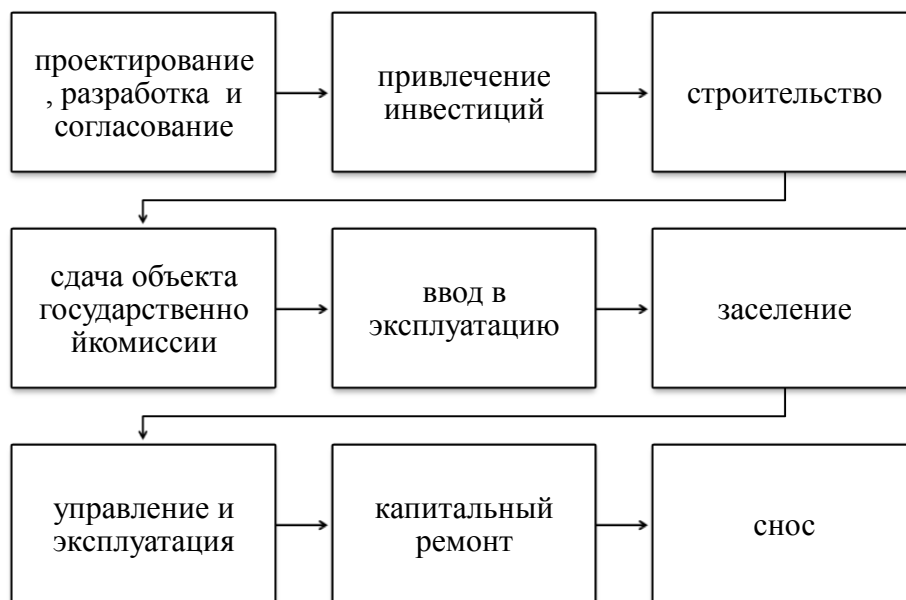 проектирование
, разработка и
согласование
привлечение
инвестиций
строительство
сдача объекта
государственно
йкомиссии
ввод в
эксплуатацию
заселение
управление и
эксплуатация
капитальный
ремонт
снос